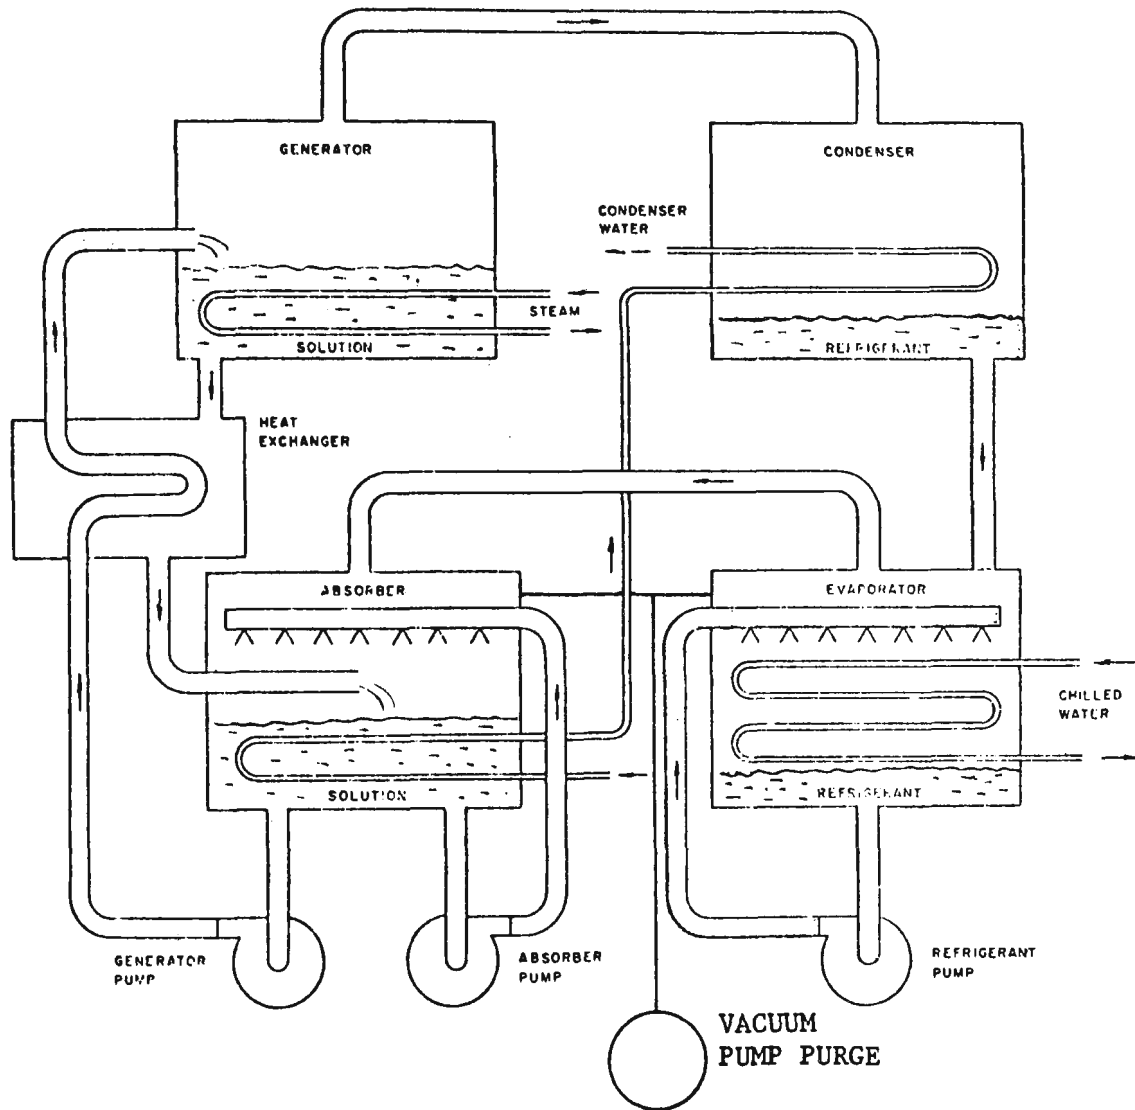 GENERATOR
CONDENSER
CONDENSER
WATER
STEAM
SOLUTION
REFRIGERANT
HEAT
EXCHANGER
ABSORBER
EVAPORATOR
CHILLED
WATER
SOLUTION
REFRIGERANT
GENERATOR
PUMP
ABSORBER
PUMP
REFRIGERANT
PUMP
VACUUM
PUMP PURGE